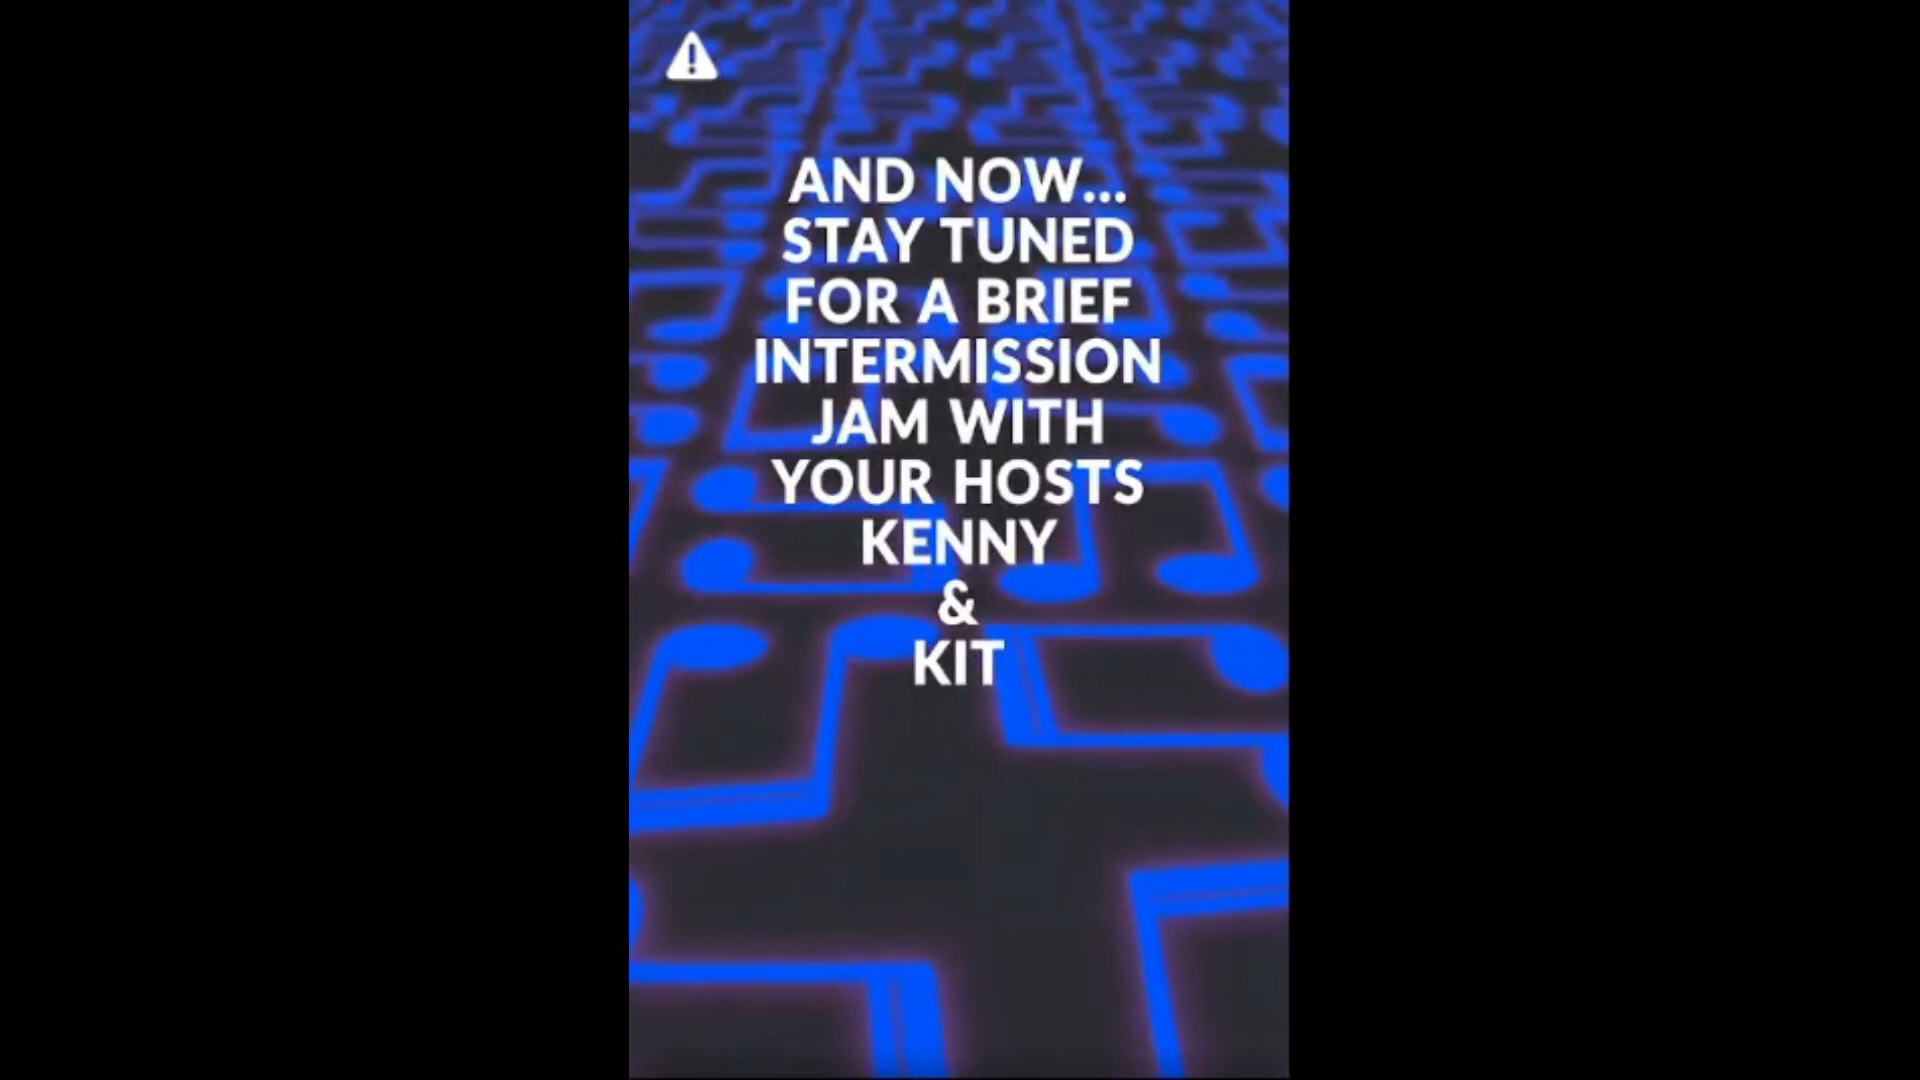 AND NOW...
STAY TUNED
FOR A BRIEF
INTERMISSION
JAM WITH
YOUR HOSTS
KENNY
&
KIT